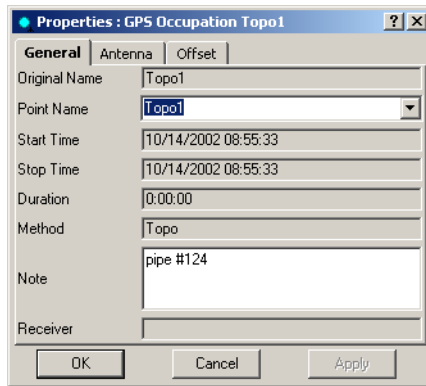 Properties : GPS Occupation Topo1
General Antenna Offset
Original Name Topo1
Point Name Topo1
Start Time 10/14/2002 08:55:33
Stop Time 10/14/2002 08:55:33
Duration 0:00:00
Method Topo
Note pipe #124
Receiver
OK Cancel Apply